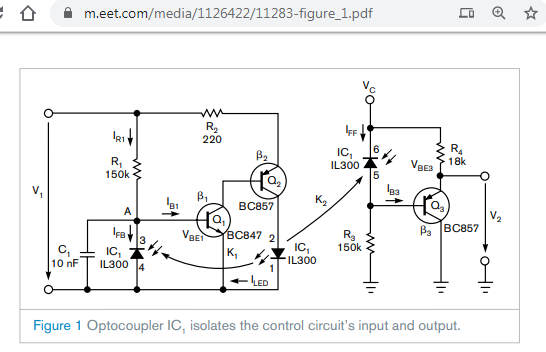 m.eet.com/media/1126422/11283-figure_1.pdf
VC
R2
220
IR1
R1
150k
β2
Q2
BC857
IFF
IC1
IL300
6
5
R4
18k
VBE3
V1
A
IB1
β1
Q1
VBE1
BC847
K1
K2
IB3
Q3
β3
BC857
V2
IFB
3
C1
10 nF
IC1
IL300
4
2
IC1
IL300
1
ILED
R3
150k
Figure 1 Optocoupler IC1 isolates the control circuit's input and output.